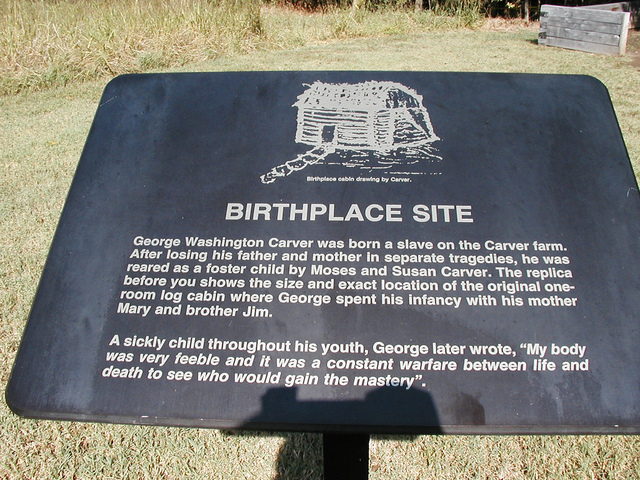 Birthplace cabin drawing by Carver.
BIRTHPLACE SITE
George Washington Carver was born a slave on the Carver farm.
After losing his father and mother in separate tragedies, he was
reared as a foster child by Moses and Susan Carver. The replica
before you shows the size and exact location of the original one-
room log cabin where George spent his infancy with his mother
Mary and brother Jim.
A sickly child throughout his youth, George later wrote, “My body
was very feeble and it was a constant warfare between life and
death to see who would gain the mastery”.